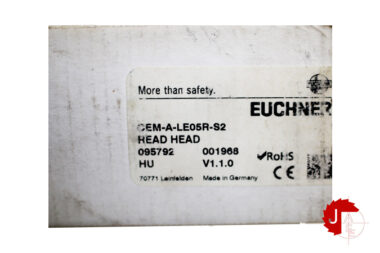 More than safety.
EUCHNER
CEM-A-LE05R-S2
READ HEAD
095792 001968
HU V1.1.0
RoHS
CE
70771 Leinfelden Made in Germany
J